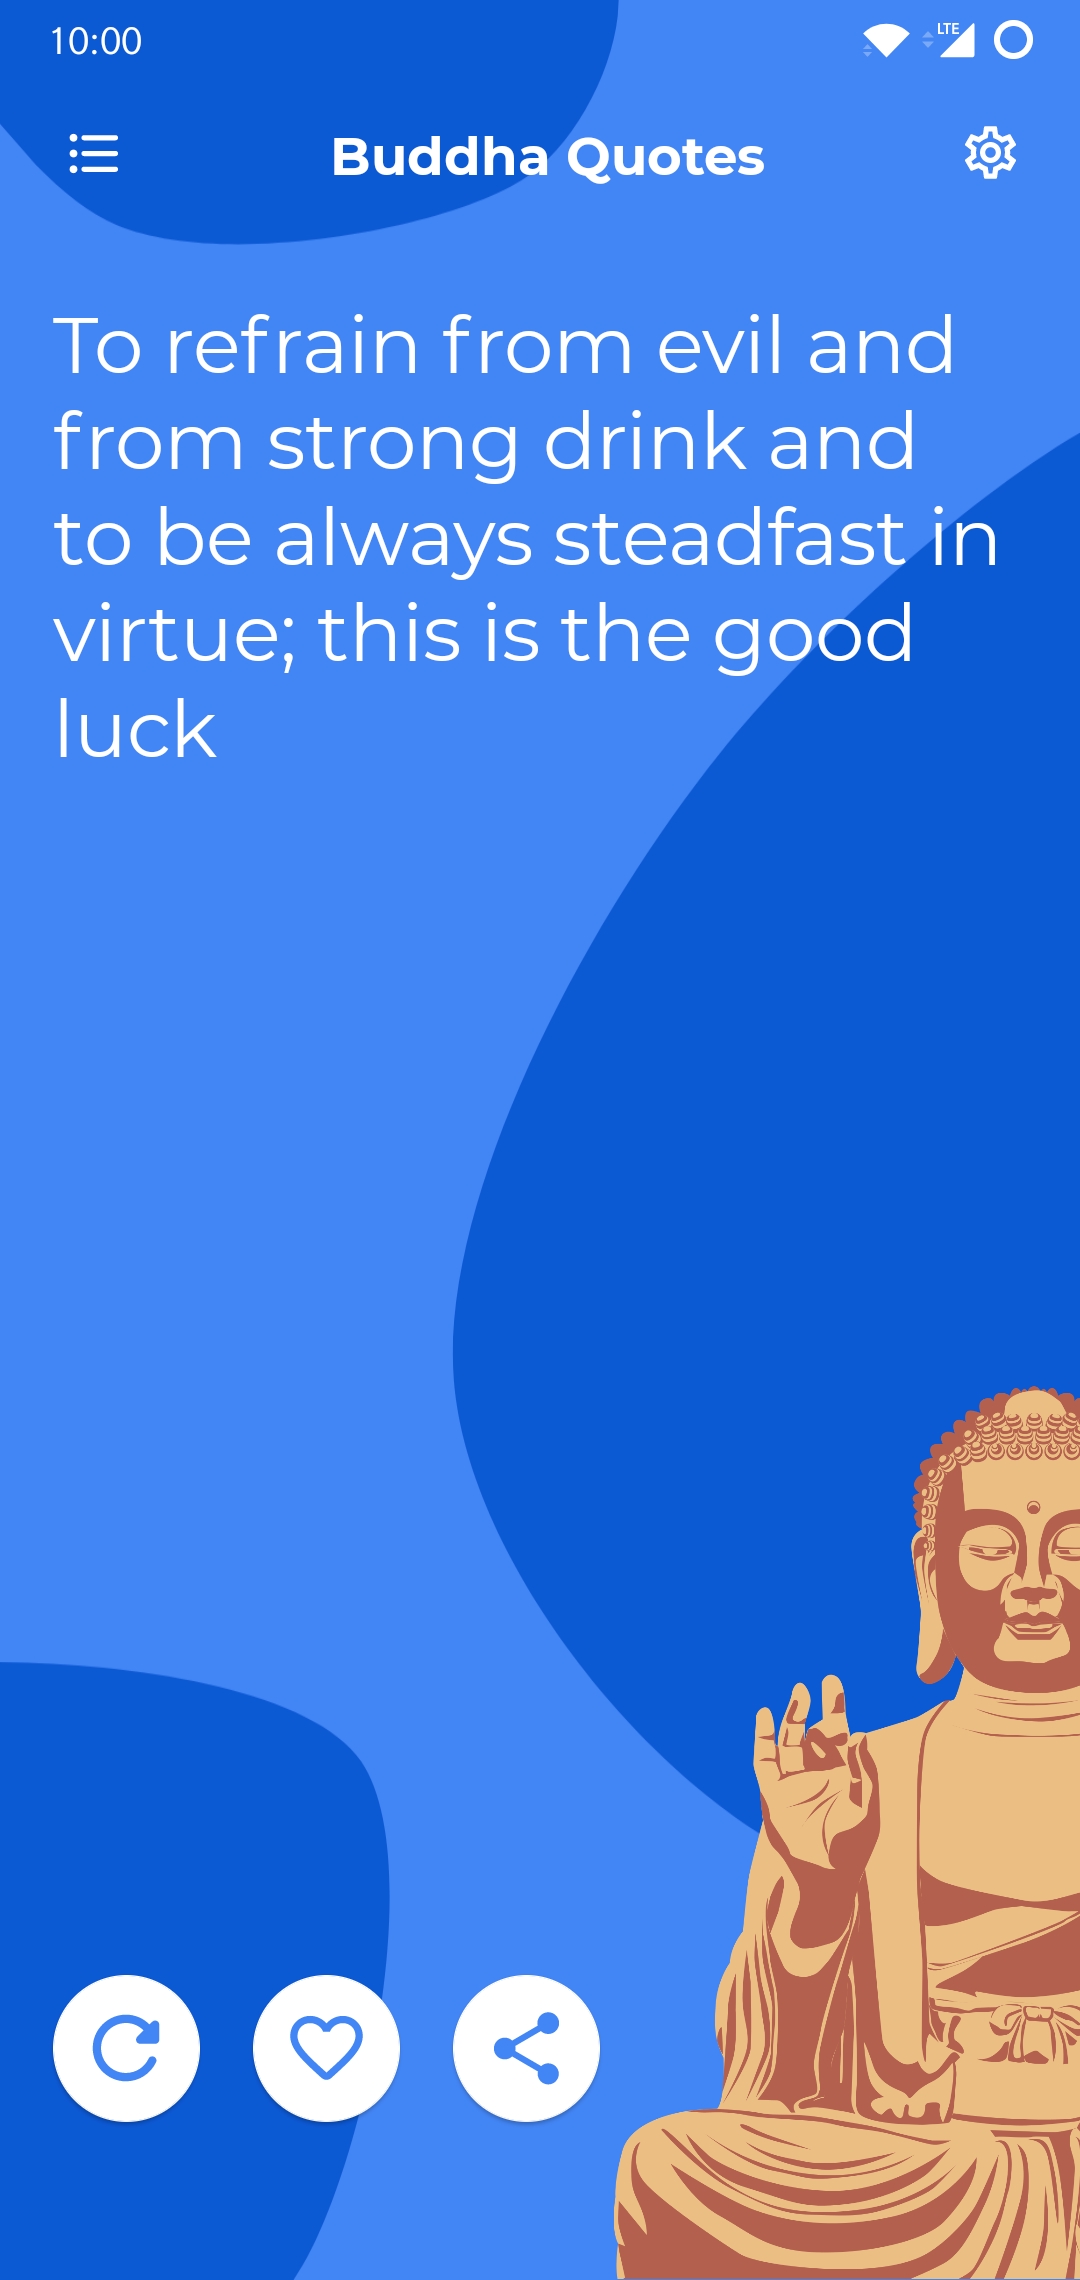 10:00
LTE
Buddha Quotes
To refrain from evil and
from strong drink and
to be always steadfast in
virtue; this is the good
luck